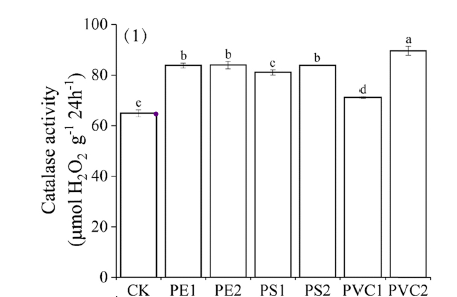 (1)
Catalase activity
(μmol H₂O₂ g⁻¹ 24h⁻¹)
100
80
60
40
20
0
c
b
b
c
b
d
a
CK PE1 PE2 PS1 PS2 PVC1 PVC2